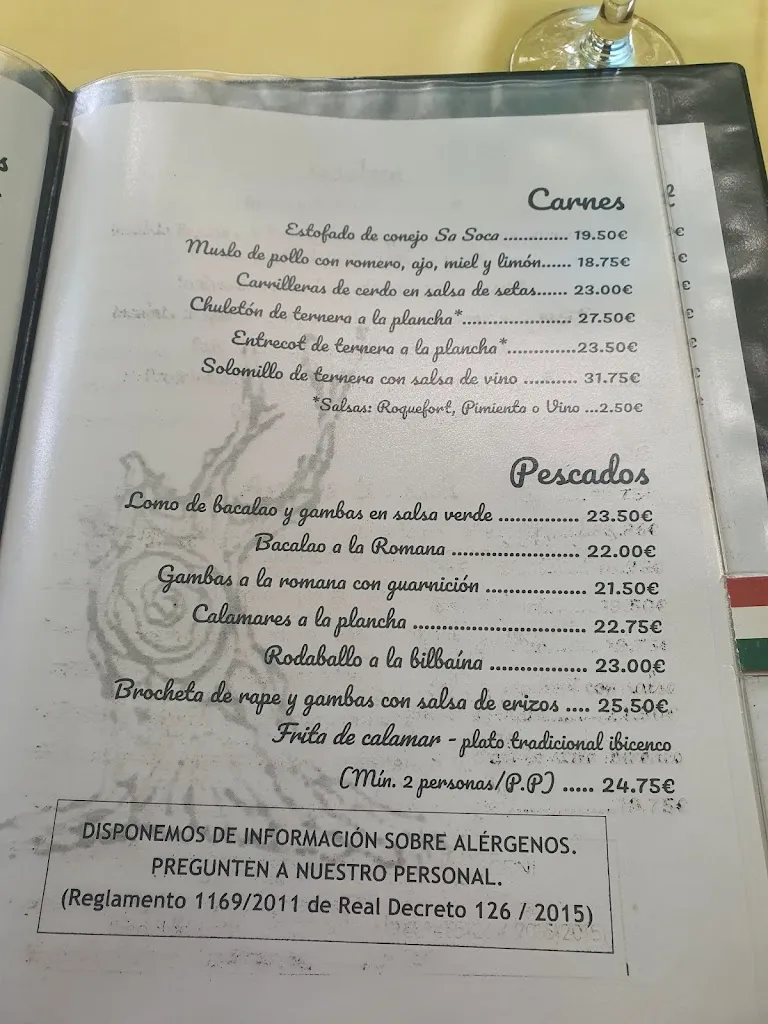 Carnes
Estofado de conejo Sa Soca ............. 19.50€
Muslo de pollo con romero, ajo, miel y limón...... 18.75€
Carrilleras de cerdo en salsa de setas...... 23.00€
Chuletón de ternera a la plancha*...................... 27.50€
Entrecot de ternera a la plancha*..............23.50€
Solomillo de ternera con salsa de vino .......... 31.75€
*Salsas: Roquefort, Pimienta o Vino ...2.50€
Pescados
Lomo de bacalao y gambas en salsa verde .............. 23.50€
Bacalao a la Romana ...................... 22.00€
Gambas a la romana con guarnición .................. 21.50€
Calamares a la plancha .............................. 22.75€
Rodaballo a la bilbaína ................. 23.00€
Brocheta de rape y gambas con salsa de erizos .... 25,50€
Frita de calamar - plato tradicional ibicenco
(Mín. 2 personas/P.P) ..... 24.75€
DISPONEMOS DE INFORMACIÓN SOBRE ALÉRGENOS.
PREGUNTEN A NUESTRO PERSONAL.
(Reglamento 1169/2011 de Real Decreto 126 / 2015)